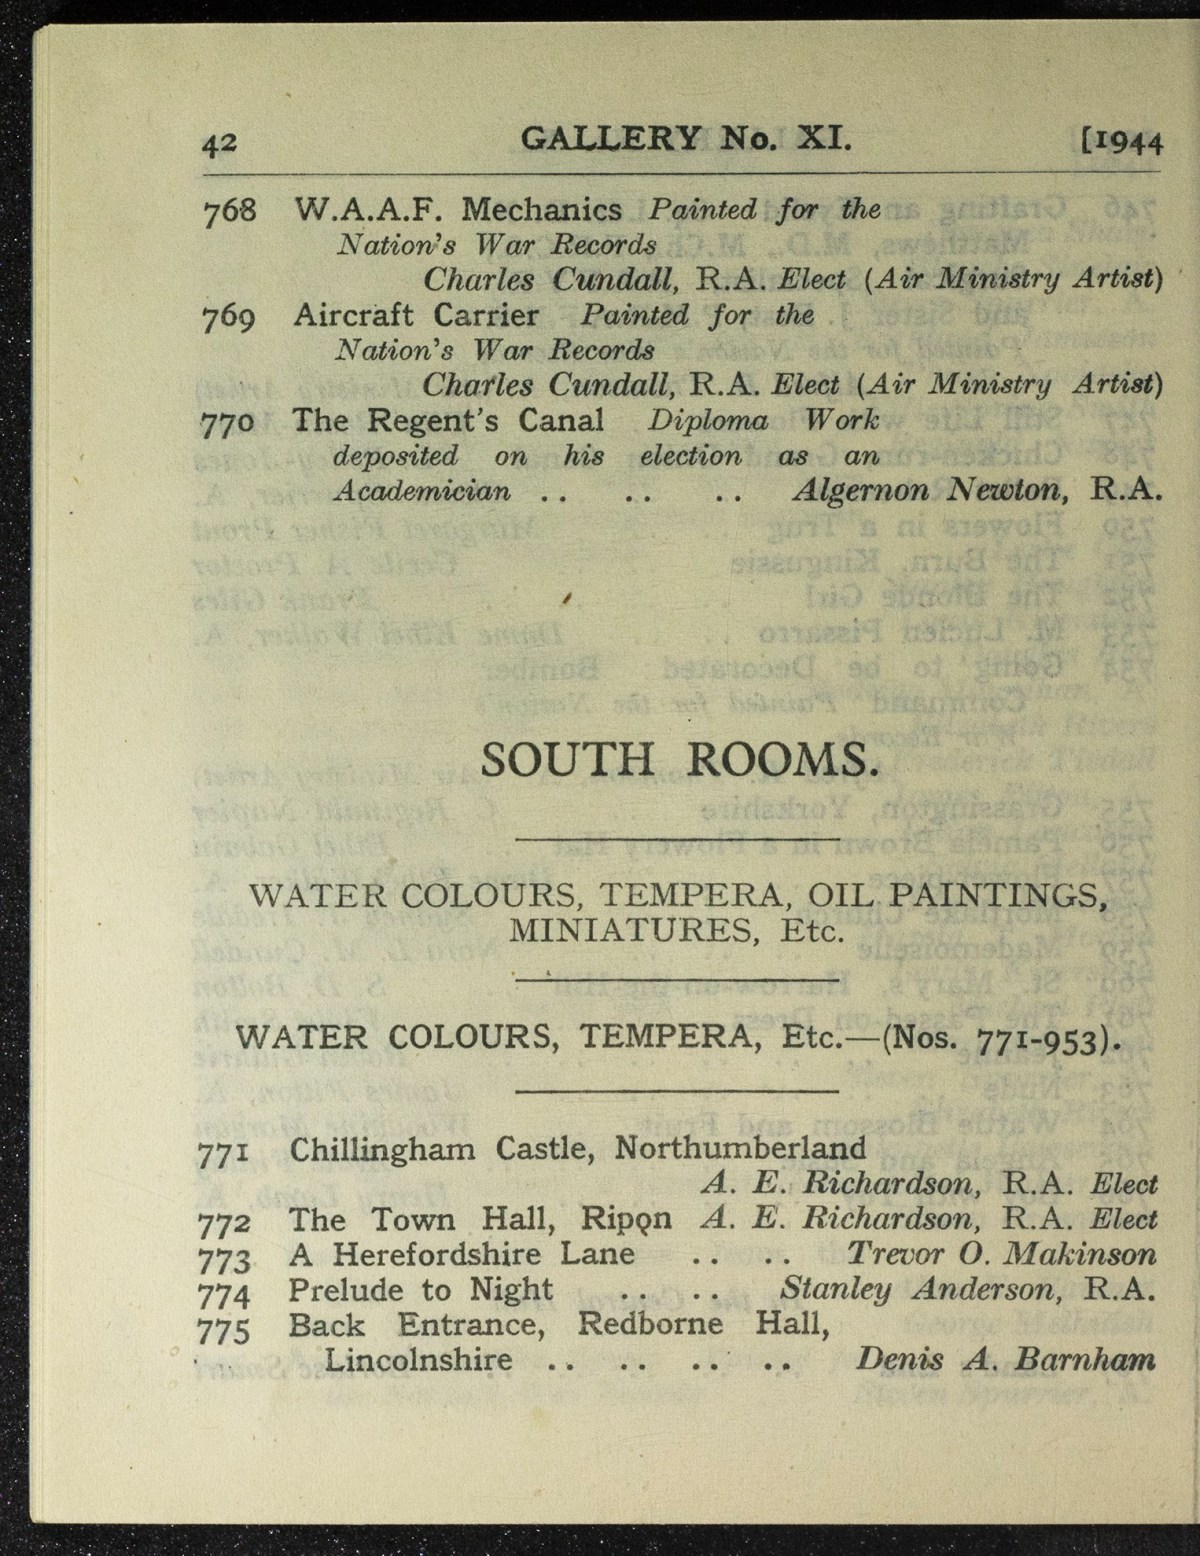 42 GALLERY No. XI. [1944
768 W.A.A.F. Mechanics Painted for the
Nation's War Records
Charles Cundall, R.A. Elect (Air Ministry Artist)
769 Aircraft Carrier Painted for the
Nation's War Records
Charles Cundall, R.A. Elect (Air Ministry Artist)
770 The Regent's Canal Diploma Work
deposited on his election as an
Academician .. .. .. Algernon Newton, R.A.
SOUTH ROOMS.
WATER COLOURS, TEMPERA, OIL PAINTINGS,
MINIATURES, Etc.
WATER COLOURS, TEMPERA, Etc.—(Nos. 771-953).
771 Chillingham Castle, Northumberland
A. E. Richardson, R.A. Elect
772 The Town Hall, Ripon A. E. Richardson, R.A. Elect
773 A Herefordshire Lane .. .. Trevor O. Makinson
774 Prelude to Night .. .. Stanley Anderson, R.A.
775 Back Entrance, Redborne Hall,
Lincolnshire .. .. .. .. Denis A. Barnham